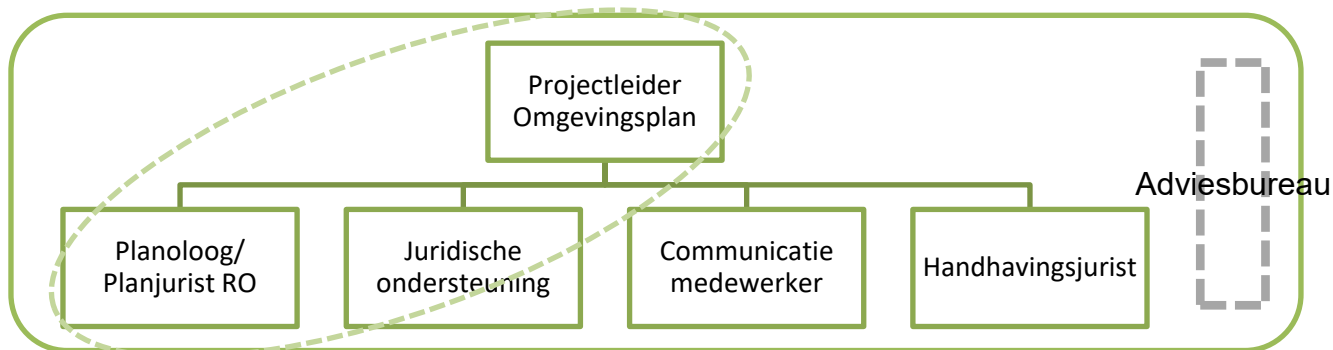 Projectleider
Omgevingsplan
Adviesbureau
Planoloog/
Planjurist RO
Juridische
ondersteuning
Communicatie
medewerker
Handhavingsjurist